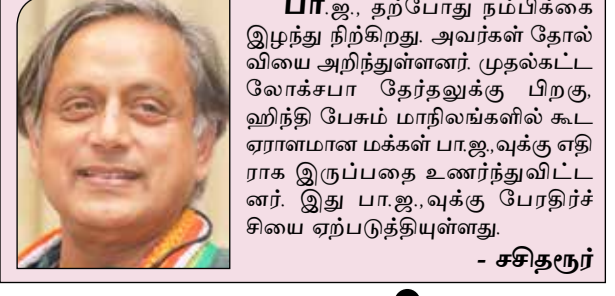 பா.ஜ., தற்போது நம்பிக்கை
இழந்து நிற்கிறது. அவர்கள் தோல்
வியை அறிந்துள்ளனர். முதல்கட்ட
லோக்சபா தேர்தலுக்கு பிறகு,
ஹிந்தி பேசும் மாநிலங்களில் கூட
ஏராளமான மக்கள் பா.ஜ.,வுக்கு எதி
ராக இருப்பதை உணர்ந்துவிட்ட
னர். இது பா.ஜ.,வுக்கு பேரதிர்ச்
சியை ஏற்படுத்தியுள்ளது.
- சசிதரூர்